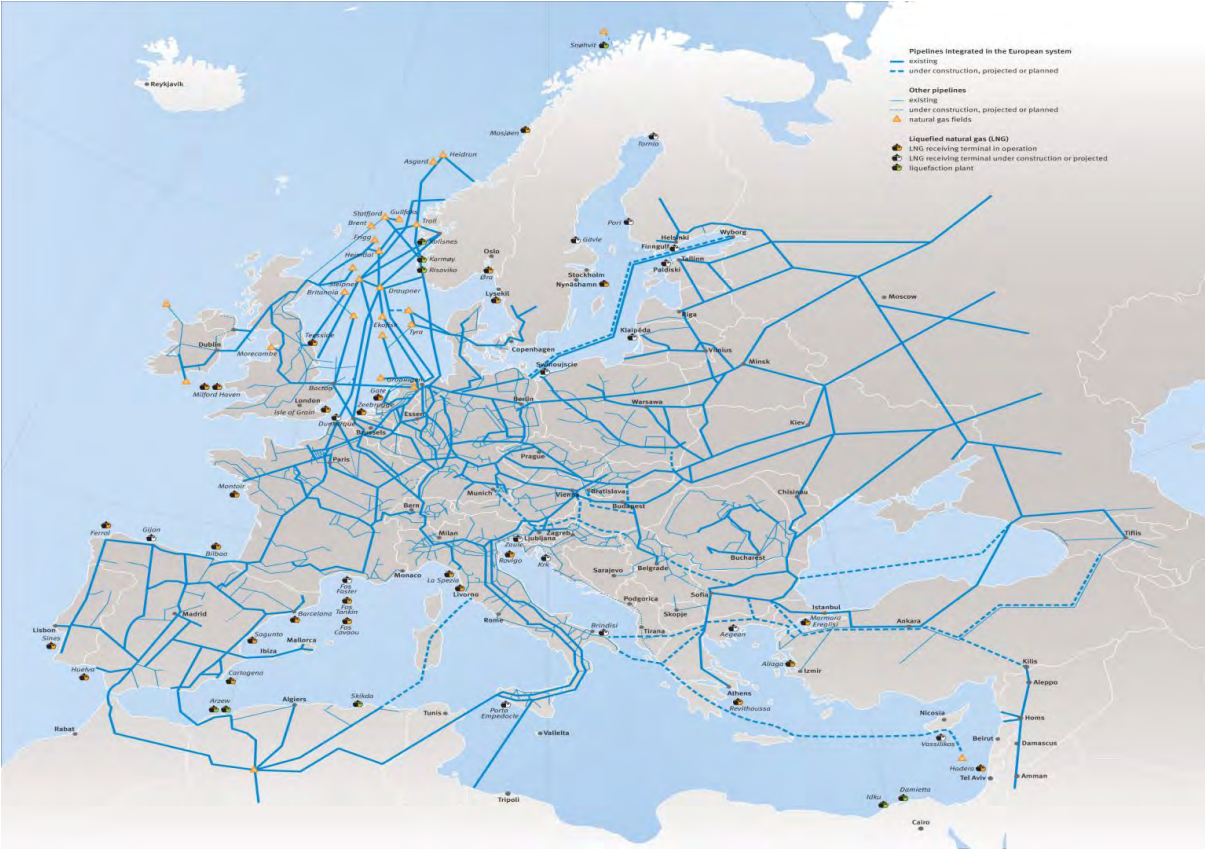 Pipelines integrated in the European system
existing
under construction, projected or planned
Other pipelines
existing
under construction, projected or planned
natural gas fields
Liquefied natural gas (LNG)
LNG receiving terminal in operation
LNG receiving terminal under construction or projected
liquefaction plant
Snøhvit
Reykjavik
Mosjøen
Tornio
Heidrun
Asgard
Statfjord
Gullfaks
Brent
Troll
Pori
Frigg
Kollsnes
Gävle
Helsinki
Wyborg
Heimdal
Oslo
Finngulf
Karmøy
Tallinn
Risavika
Øra
Stockholm
Paldiski
Sleipner
Nynäshamn
Britannia
Draupner
Lysekil
Moscow
Riga
Ekofisk
Tyra
Klaipéda
Teesside
Dublin
Copenhagen
Vilnius
Morecambe
Minsk
Swinoujscie
Groningen
Bacton
Milford Haven
Gate
London
Berlin
Warsawa
Isle of Grain
Zeebrugge
Essen
Dunkerque
Kiev
Brussels
Prague
Paris
Montoir
Munich
Vienna
Bratislava
Chisinau
Bern
Budapest
Ferrol
Gijon
Milan
Zagreb
Ljubljana
Tiflis
Bilbao
Zaule
Rovigo
Krk
Bucharest
Sarajevo
Belgrade
Monaco
La Spezia
Fos
Faster
Livorno
Sofia
Podgorica
Fos
Tonkin
Istanbul
Madrid
Barcelona
Skopje
Marmara
Ereglisi
Rome
Fos
Cavaou
Ankara
Lisbon
Brindisi
Tirana
Sagunto
Mallorca
Aegean
Sines
Ibiza
Aliaga
Izmir
Kilis
Huelva
Cartagena
Aleppo
Athens
Skikda
Arzew
Algiers
Revithoussa
Porto
Empedocle
Tunis
Nicosia
Homs
Rabat
Valletta
Vassilikos
Beirut
Damascus
Hadera
Tel Aviv
Amman
Damietta
Idku
Tripoli
Cairo